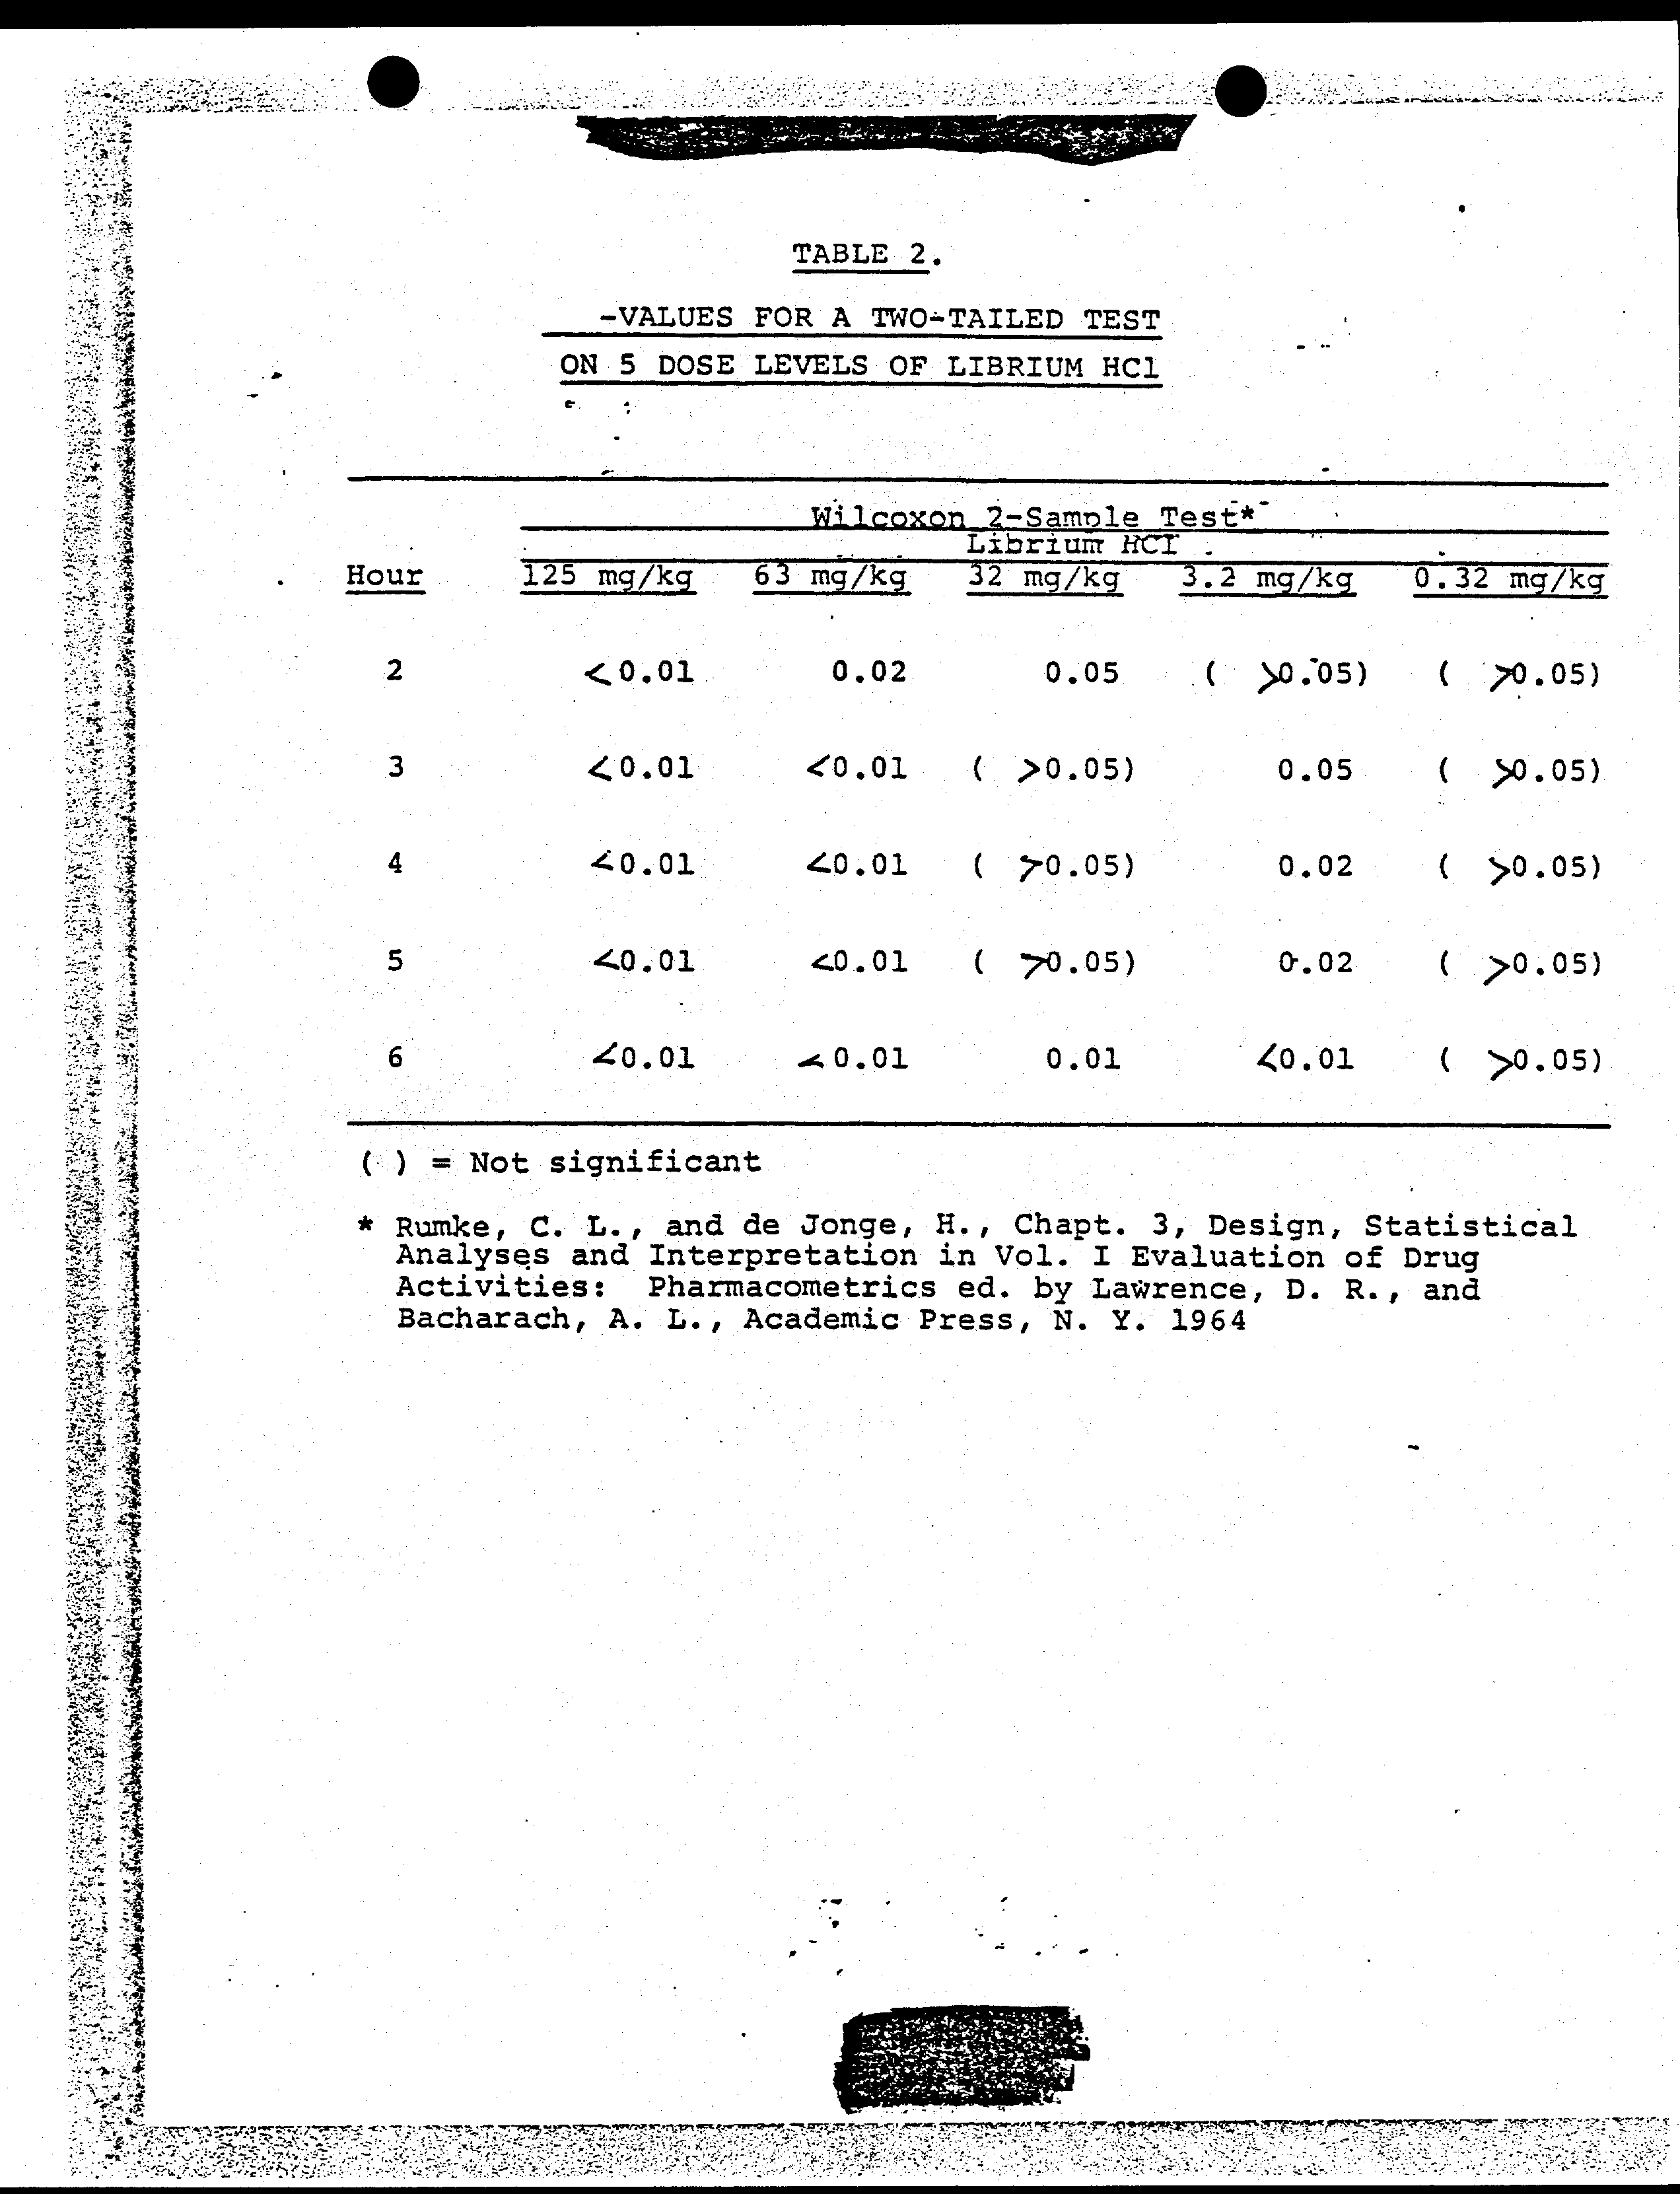 TABLE 2.
-VALUES FOR A TWO-TAILED TEST
ON 5 DOSE LEVELS OF LIBRIUM HCl
Wilcoxon 2-Sample Test*
Librium HCl
Hour 125 mg/kg 63 mg/kg 32 mg/kg 3.2 mg/kg 0.32 mg/kg
2 <0.01 0.02 0.05 ( >0.05) ( >0.05)
3 <0.01 <0.01 ( >0.05) 0.05 ( >0.05)
4 <0.01 <0.01 ( >0.05) 0.02 ( >0.05)
5 <0.01 <0.01 ( >0.05) 0.02 ( >0.05)
6 <0.01 <0.01 0.01 <0.01 ( >0.05)
( ) = Not significant
* Rumke, C. L., and de Jonge, H., Chapt. 3, Design, Statistical
Analyses and Interpretation in Vol. I Evaluation of Drug
Activities: Pharmacometrics ed. by Lawrence, D. R., and
Bacharach, A. L., Academic Press, N. Y. 1964